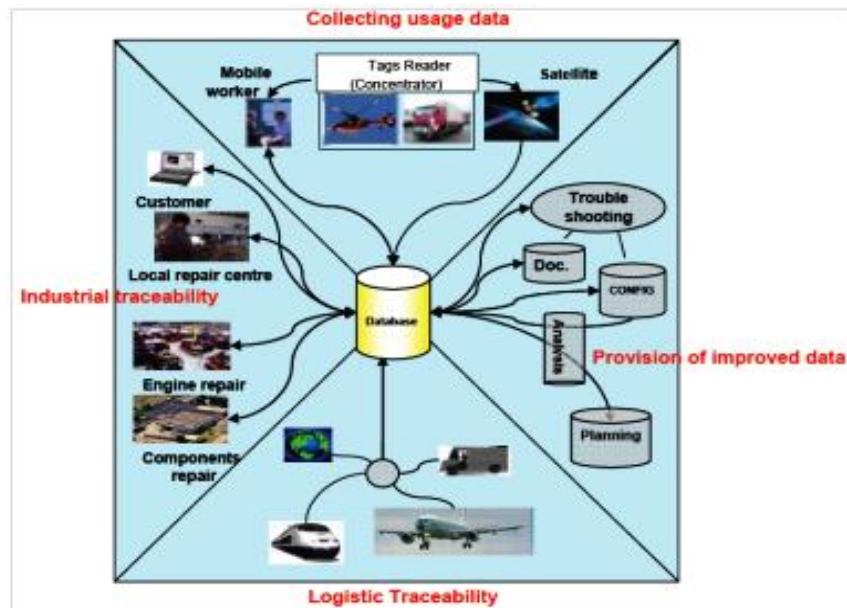 Collecting usage data
Tags Reader
(Concentrator)
Mobile
worker
Satellite
Customer
Local repair centre
Industrial traceability
Engine repair
Components
repair
Database
Trouble
shooting
Doc.
CONFIG
Analysis
Provision of improved data
Planning
Logistic Traceability